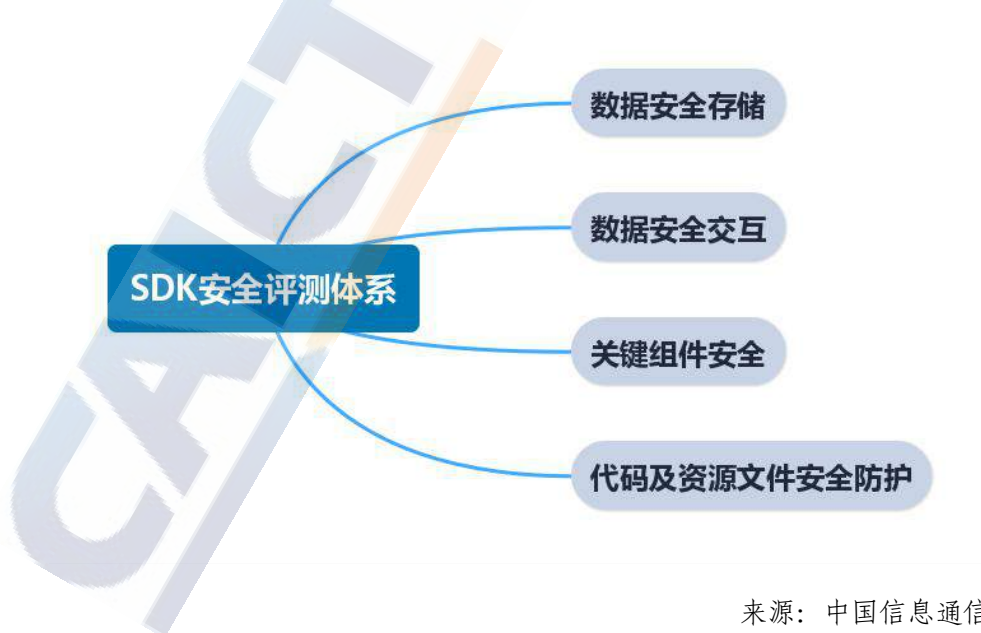 数据安全存储
数据安全交互
SDK安全评测体系
关键组件安全
代码及资源文件安全防护
来源：中国信息通信
CAICT